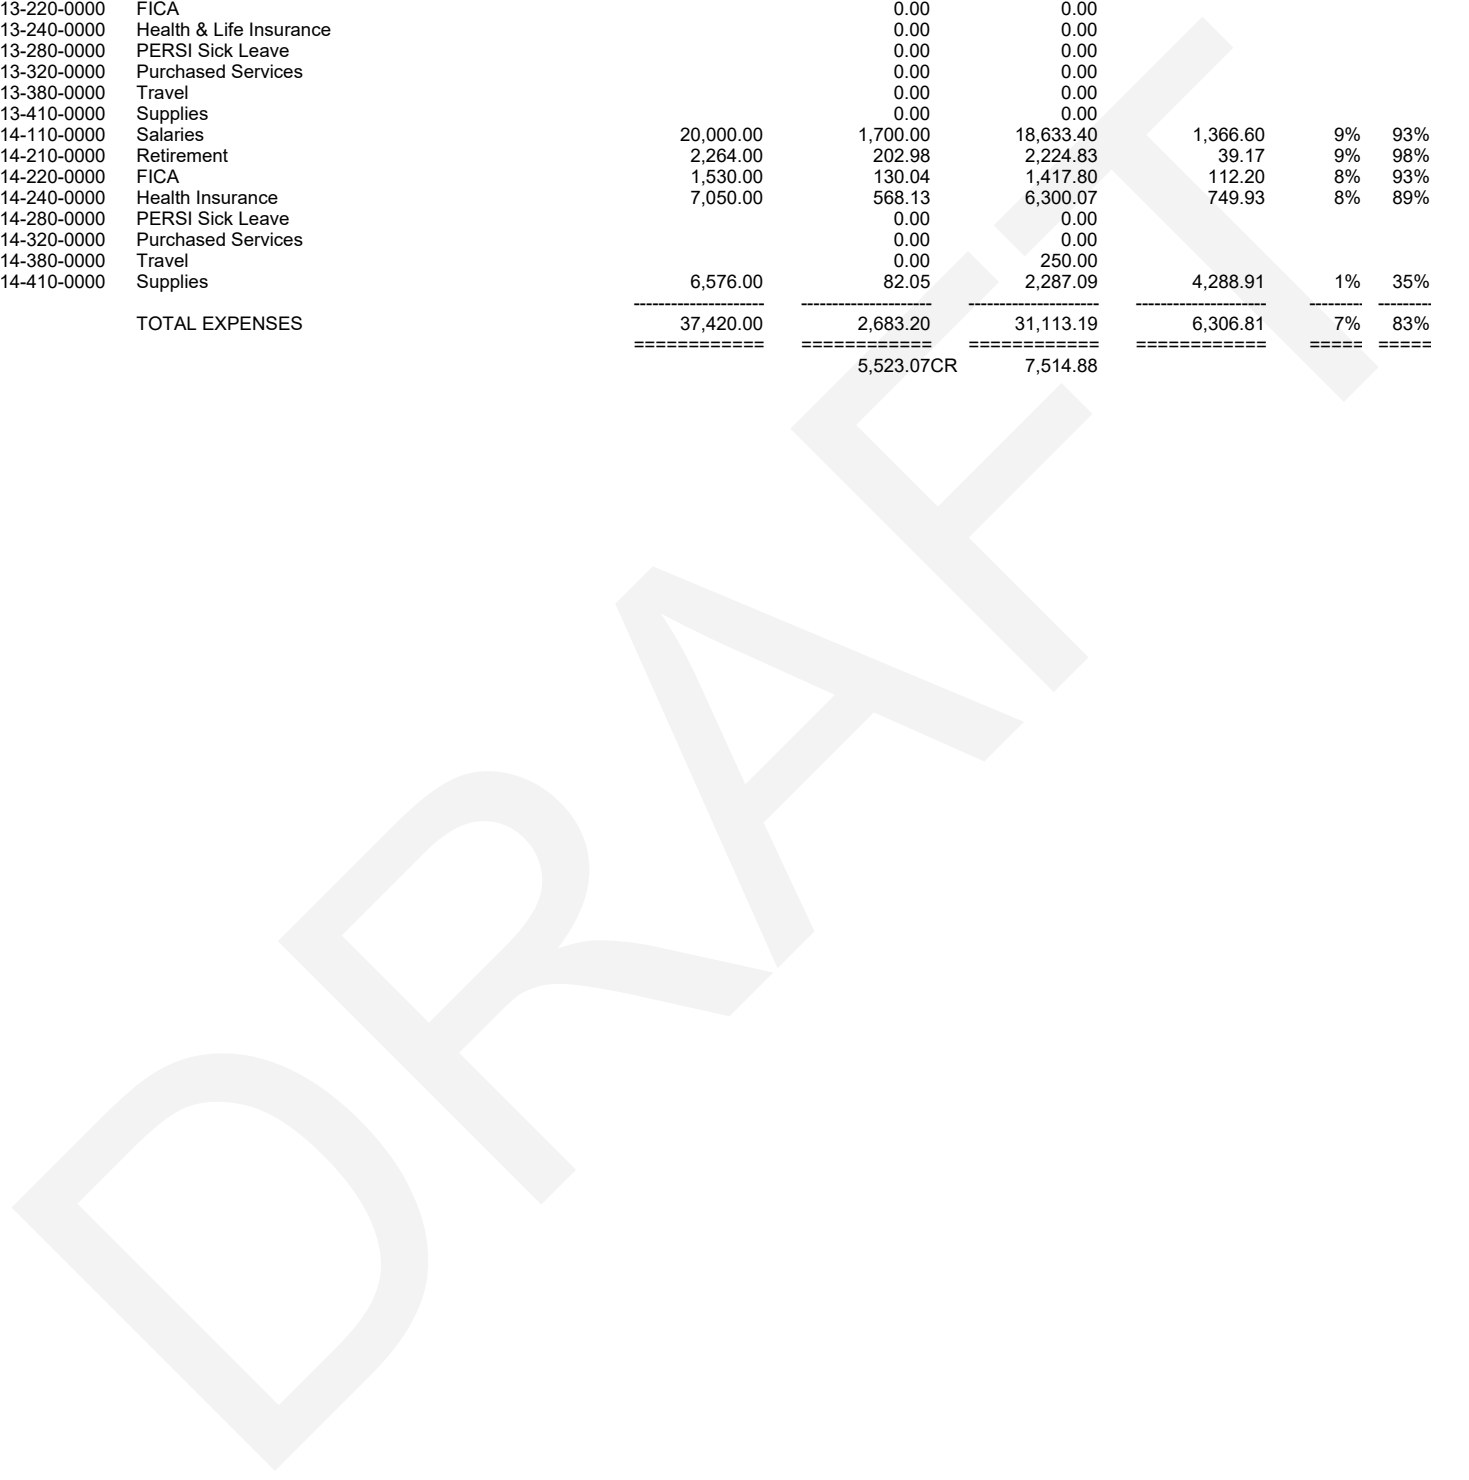 13-220-0000 FICA 0.00 0.00
13-240-0000 Health & Life Insurance 0.00 0.00
13-280-0000 PERSI Sick Leave 0.00 0.00
13-320-0000 Purchased Services 0.00 0.00
13-380-0000 Travel 0.00 0.00
13-410-0000 Supplies 0.00 0.00
14-110-0000 Salaries 20,000.00 1,700.00 18,633.40 1,366.60 9% 93%
14-210-0000 Retirement 2,264.00 202.98 2,224.83 39.17 9% 98%
14-220-0000 FICA 1,530.00 130.04 1,417.80 112.20 8% 93%
14-240-0000 Health Insurance 7,050.00 568.13 6,300.07 749.93 8% 89%
14-280-0000 PERSI Sick Leave 0.00 0.00
14-320-0000 Purchased Services 0.00 0.00
14-380-0000 Travel 0.00 250.00
14-410-0000 Supplies 6,576.00 82.05 2,287.09 4,288.91 1% 35%
--------------------- --------------------- --------------------- --------------------- -------- --------
TOTAL EXPENSES 37,420.00 2,683.20 31,113.19 6,306.81 7% 83%
============ ============ ============ ============ ===== =====
5,523.07CR 7,514.88
DRAFT